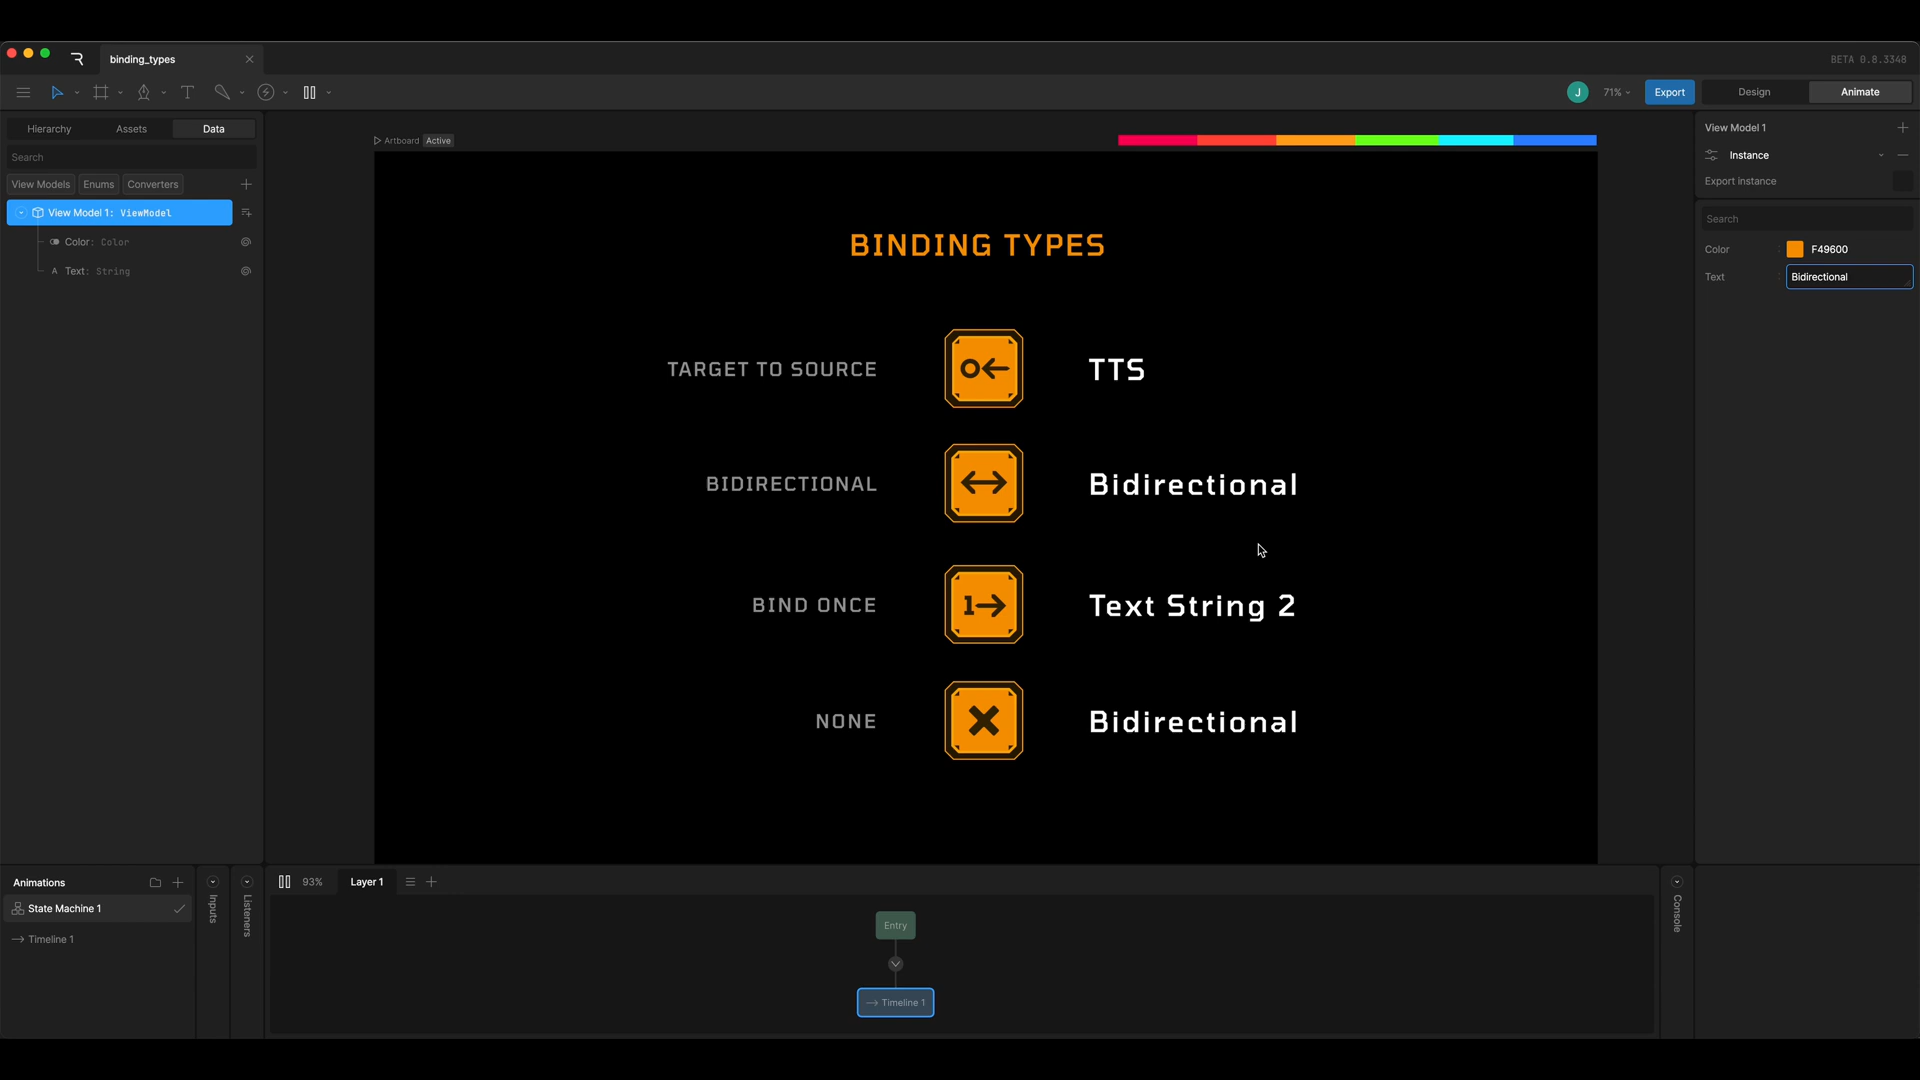 binding_types
BETA 0.8.3348
J
71%
Export
Design
Animate
Hierarchy
Assets
Data
Search
View Models
Enums
Converters
View Model 1: ViewModel
Color: Color
Text: String
Artboard
Active
BINDING TYPES
TARGET TO SOURCE
TTS
BIDIRECTIONAL
Bidirectional
BIND ONCE
1
Text String 2
NONE
Bidirectional
View Model 1
Instance
Export instance
Search
Color
F49600
Text
Bidirectional
Animations
State Machine 1
Timeline 1
Inputs
Listeners
93%
Layer 1
Entry
Timeline 1
Console